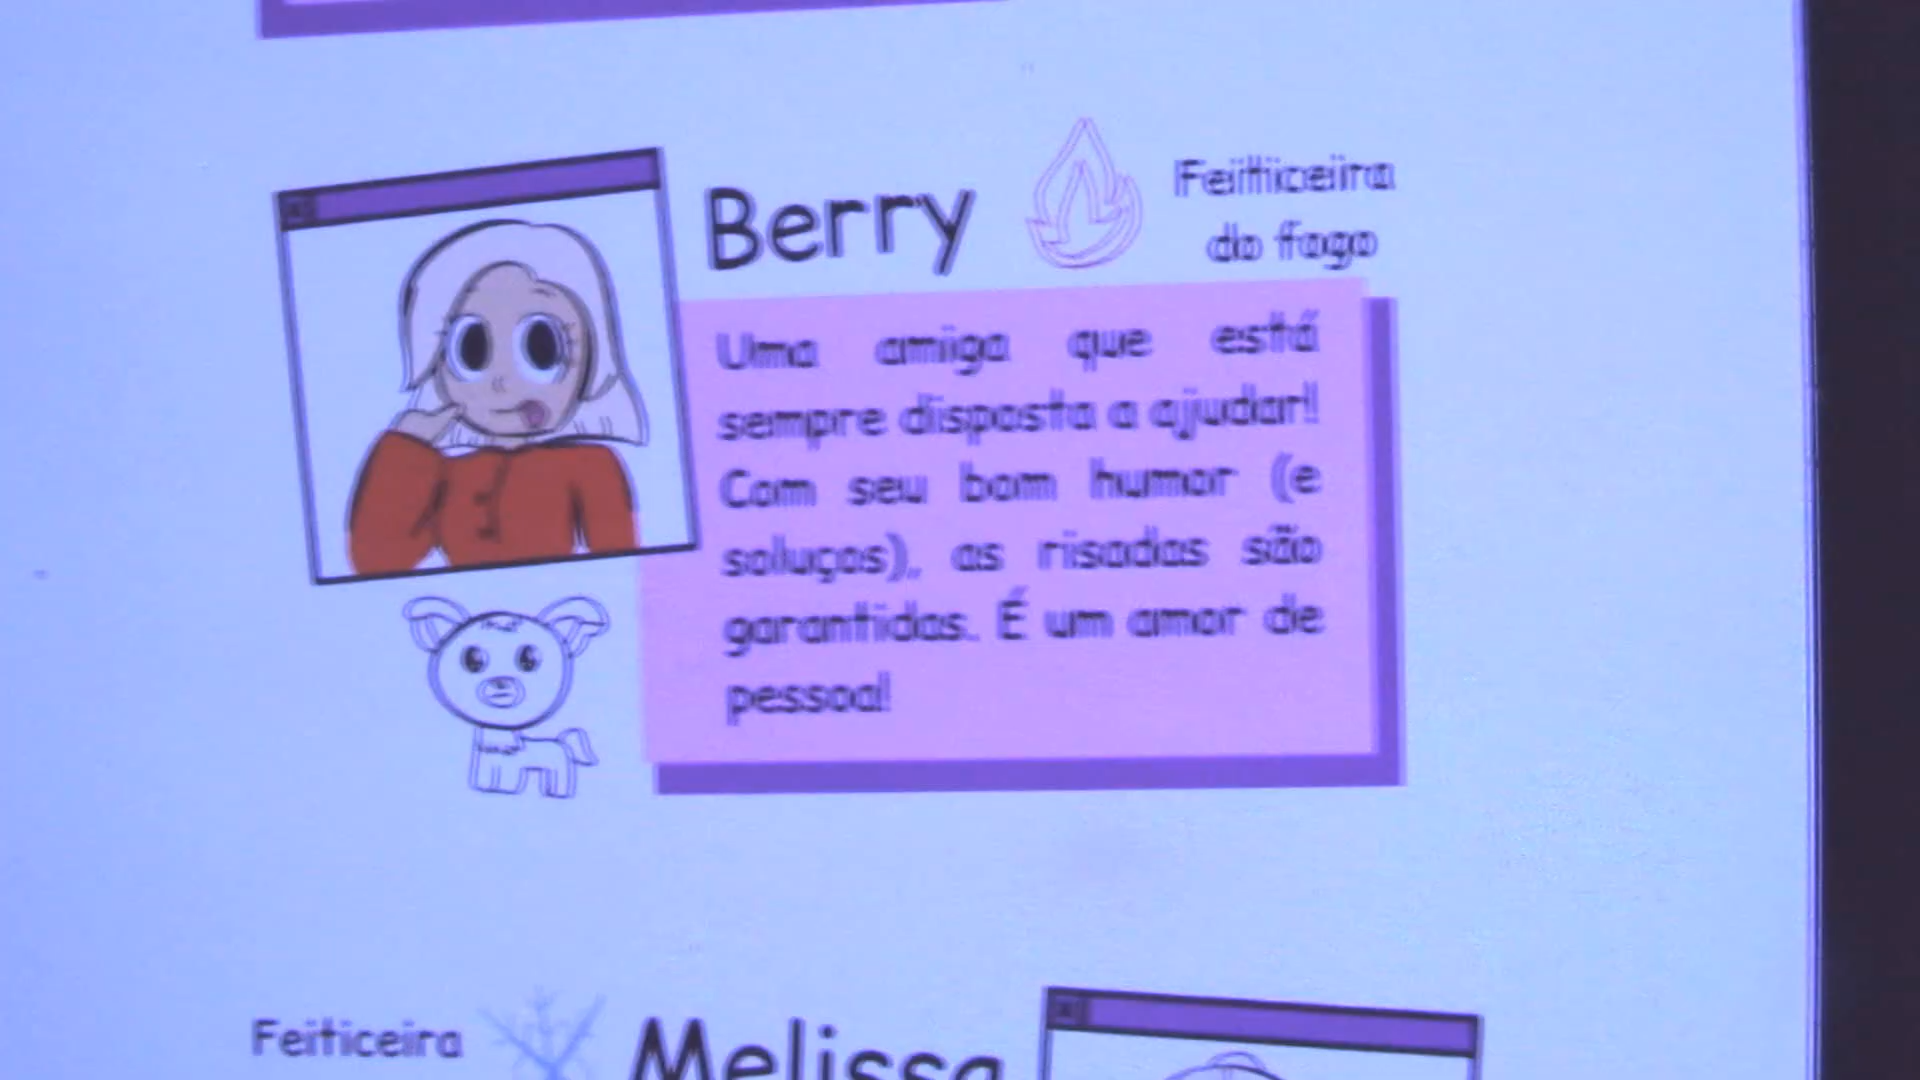 Berry
Feiticeira
do fogo
Uma amiga que está
sempre disposta a ajudar!
Com seu bom humor (e
soluços), as risadas são
garantidas. É um amor de
pessoa!
Feiticeira
Melissa